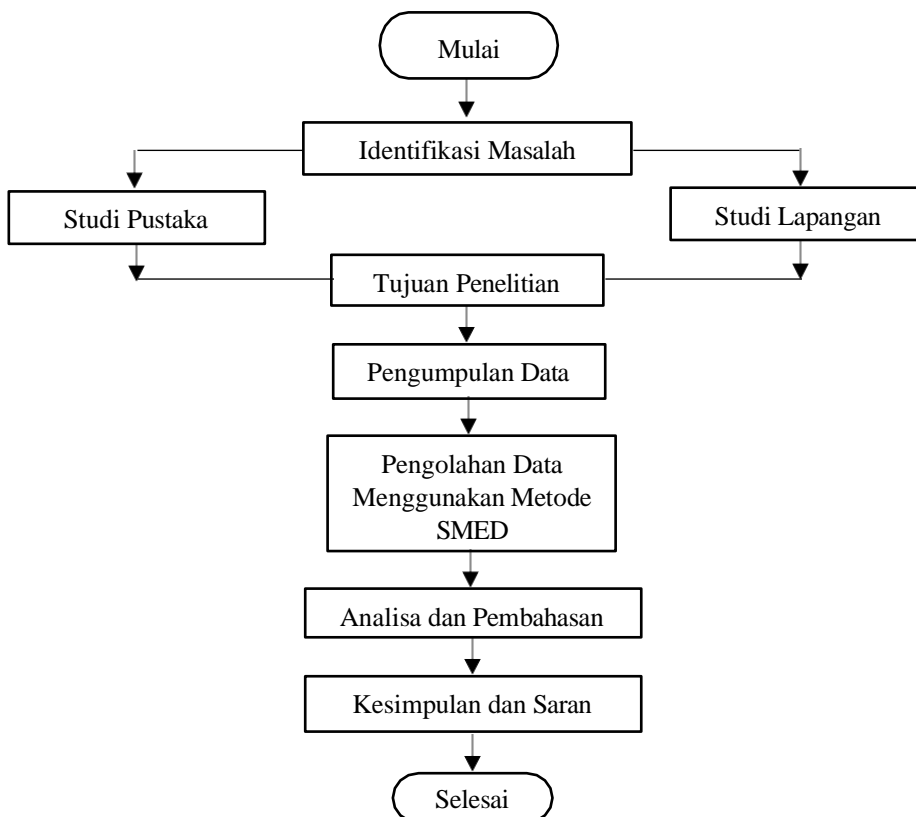 Mulai
Identifikasi Masalah
Studi Pustaka
Studi Lapangan
Tujuan Penelitian
Pengumpulan Data
Pengolahan Data
Menggunakan Metode
SMED
Analisa dan Pembahasan
Kesimpulan dan Saran
Selesai